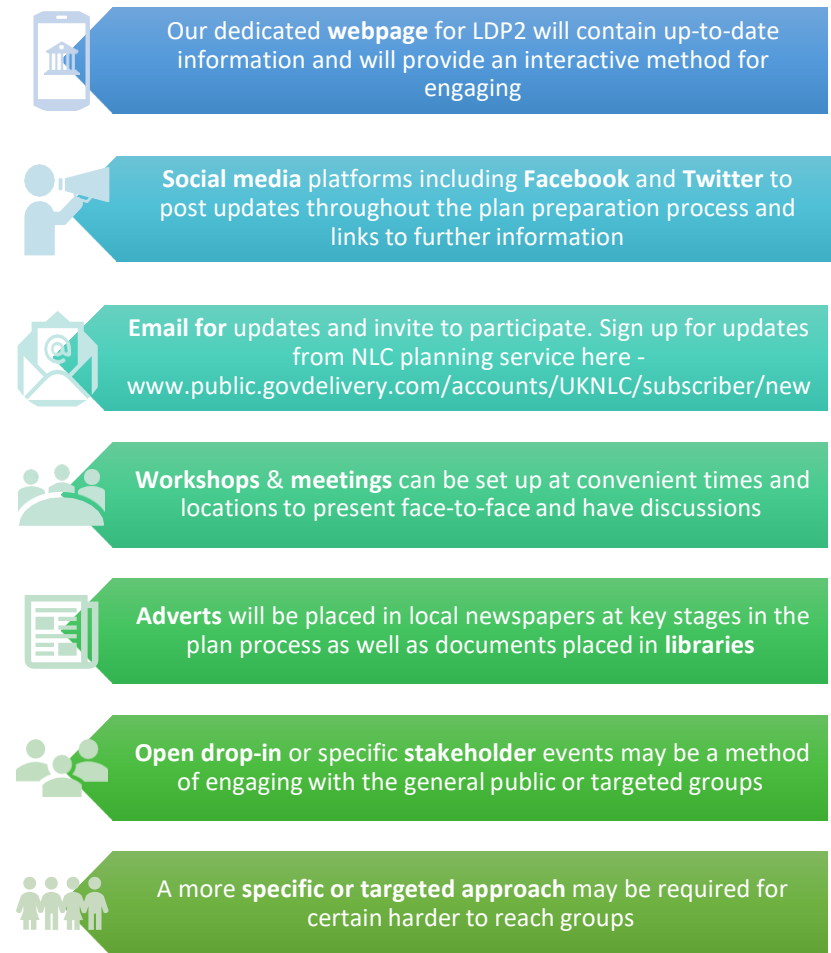 Our dedicated webpage for LDP2 will contain up-to-date
information and will provide an interactive method for
engaging
Social media platforms including Facebook and Twitter to
post updates throughout the plan preparation process and
links to further information
Email for updates and invite to participate. Sign up for updates
from NLC planning service here -
www.public.govdelivery.com/accounts/UKNLC/subscriber/new
Workshops & meetings can be set up at convenient times and
locations to present face-to-face and have discussions
Adverts will be placed in local newspapers at key stages in the
plan process as well as documents placed in libraries
Open drop-in or specific stakeholder events may be a method
of engaging with the general public or targeted groups
A more specific or targeted approach may be required for
certain harder to reach groups